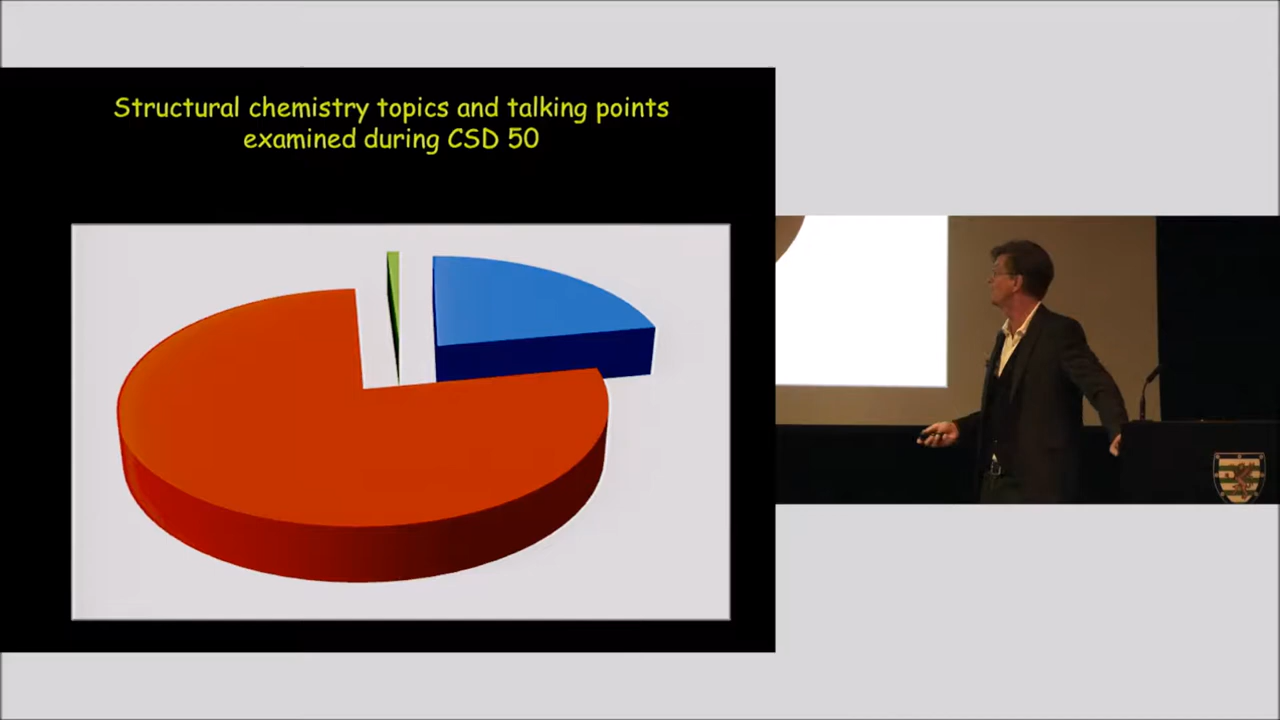 Structural chemistry topics and talking points
examined during CSD 50